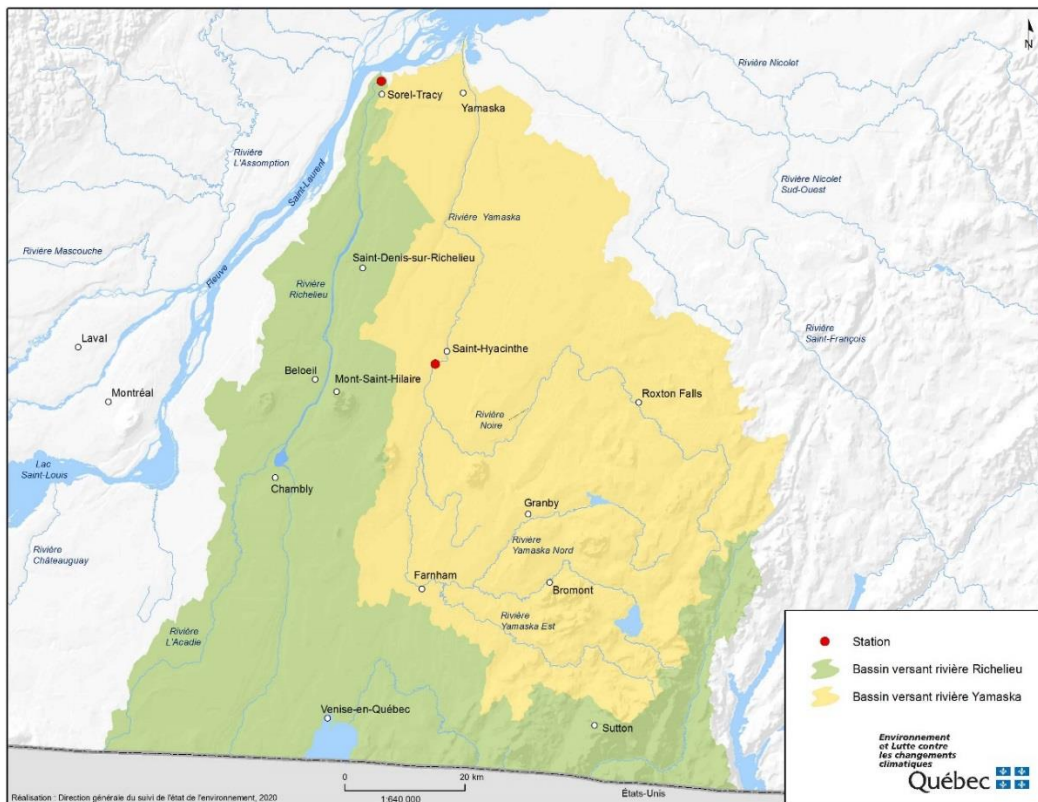 N
Rivière Nicolet
Sorel-Tracy
Yamaska
Rivière
L'Assomption
Saint-Laurent
Fleuve
Rivière Nicolet
Sud-Ouest
Rivière Yamaska
Rivière Mascouche
Saint-Denis-sur-Richelieu
Rivière
Richelieu
Laval
Saint-Hyacinthe
Rivière
Saint-François
Beloeil
Mont-Saint-Hilaire
Montréal
Roxton Falls
Rivière
Noire
Lac
Saint-Louis
Chambly
Granby
Rivière
Yamaska Nord
Rivière
Châteauguay
Farnham
Bromont
Rivière
Yamaska Est
Rivière
L'Acadie
Venise-en-Québec
Sutton
Station
Bassin versant rivière Richelieu
Bassin versant rivière Yamaska
Environnement
et Lutte contre
les changements
climatiques
Québec
0 20 km
1:640 000
États-Unis
Réalisation : Direction générale du suivi de l'état de l'environnement, 2020